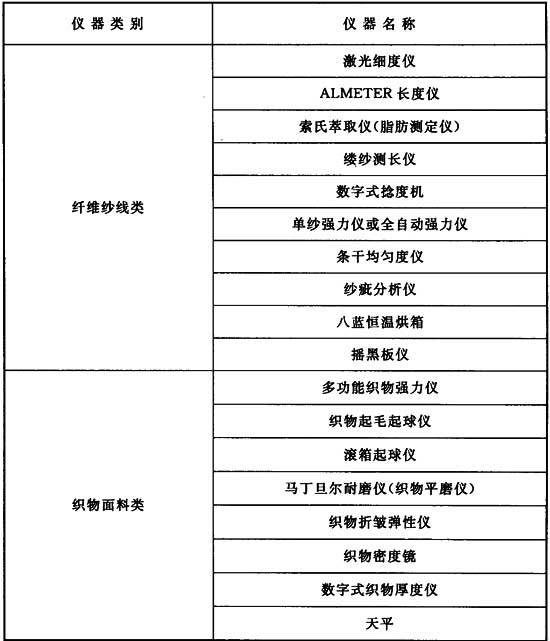 仪器类别 仪器名称
纤维纱线类
激光细度仪
ALMETER 长度仪
索氏萃取仪(脂肪测定仪)
缕纱测长仪
数字式捻度机
单纱强力仪或全自动强力仪
条干均匀度仪
纱疵分析仪
八蓝恒温烘箱
摇黑板仪
织物面料类
多功能织物强力仪
织物起毛起球仪
滚箱起球仪
马丁旦尔耐磨仪(织物平磨仪)
织物折皱弹性仪
织物密度镜
数字式织物厚度仪
天平